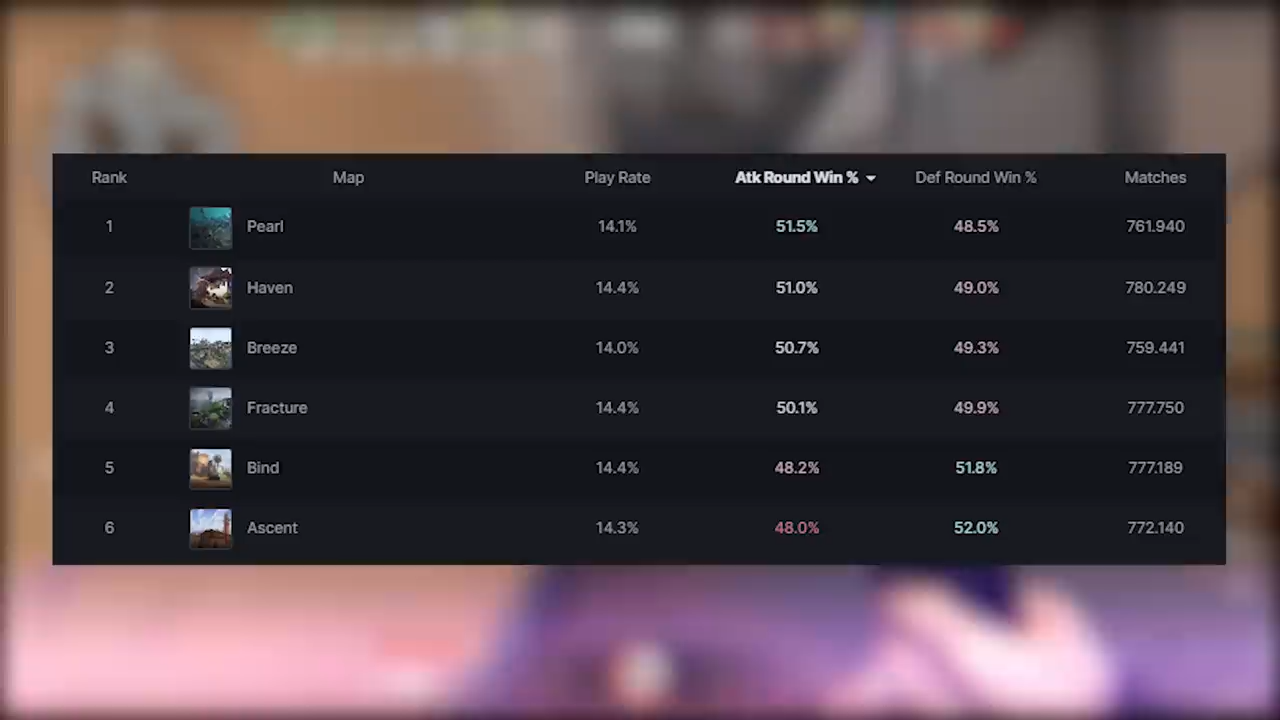 Rank Map Play Rate Atk Round Win % Def Round Win % Matches
1 Pearl 14.1% 51.5% 48.5% 761.940
2 Haven 14.4% 51.0% 49.0% 780.249
3 Breeze 14.0% 50.7% 49.3% 759.441
4 Fracture 14.4% 50.1% 49.9% 777.750
5 Bind 14.4% 48.2% 51.8% 777.189
6 Ascent 14.3% 48.0% 52.0% 772.140